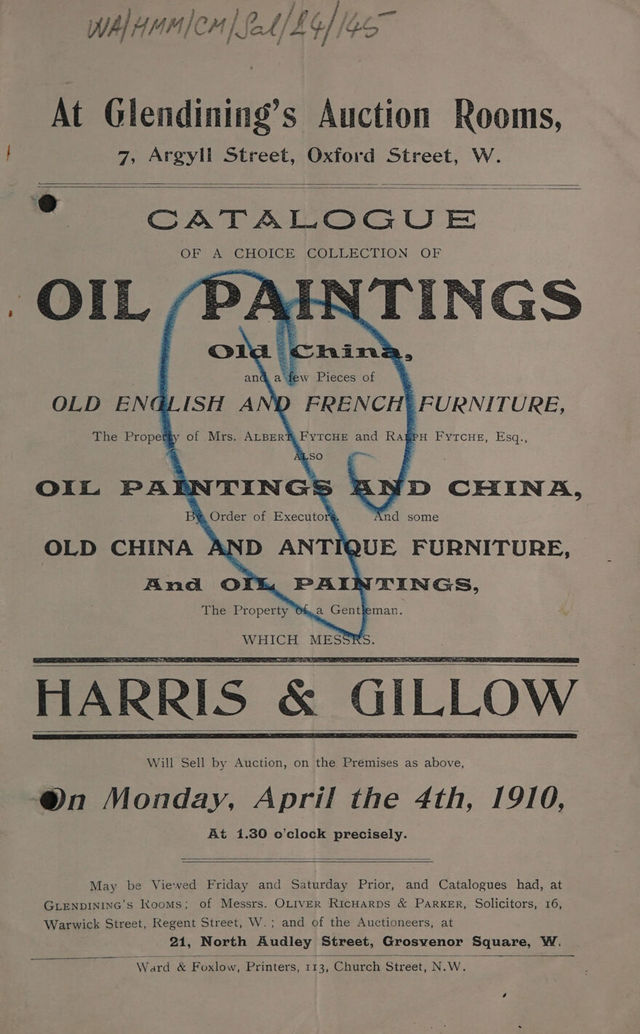 WA/HMM/CM/Sal/24/145
At Glendining's Auction Rooms,
7, Argyll Street, Oxford Street, W.
CATALOGUE
OF A CHOICE COLLECTION OF
OIL PAINTINGS
Old China,
and a few Pieces of
OLD ENGLISH AND FRENCH FURNITURE,
The Property of Mrs. ALBERT FYTCHE and RALPH FYTCHE, Esq.,
ALSO
OIL PAINTINGS AND CHINA,
By Order of Executors. And some
OLD CHINA AND ANTIQUE FURNITURE,
And OIL PAINTINGS,
The Property of a Gentleman.
WHICH MESSRS.
HARRIS & GILLOW
Will Sell by Auction, on the Premises as above,
On Monday, April the 4th, 1910,
At 1.30 o'clock precisely.
May be Viewed Friday and Saturday Prior, and Catalogues had, at
GLENDINING'S Rooms; of Messrs. OLIVER RICHARDS & PARKER, Solicitors, 16,
Warwick Street, Regent Street, W.; and of the Auctioneers, at
21, North Audley Street, Grosvenor Square, W.
Ward & Foxlow, Printers, 113, Church Street, N.W.